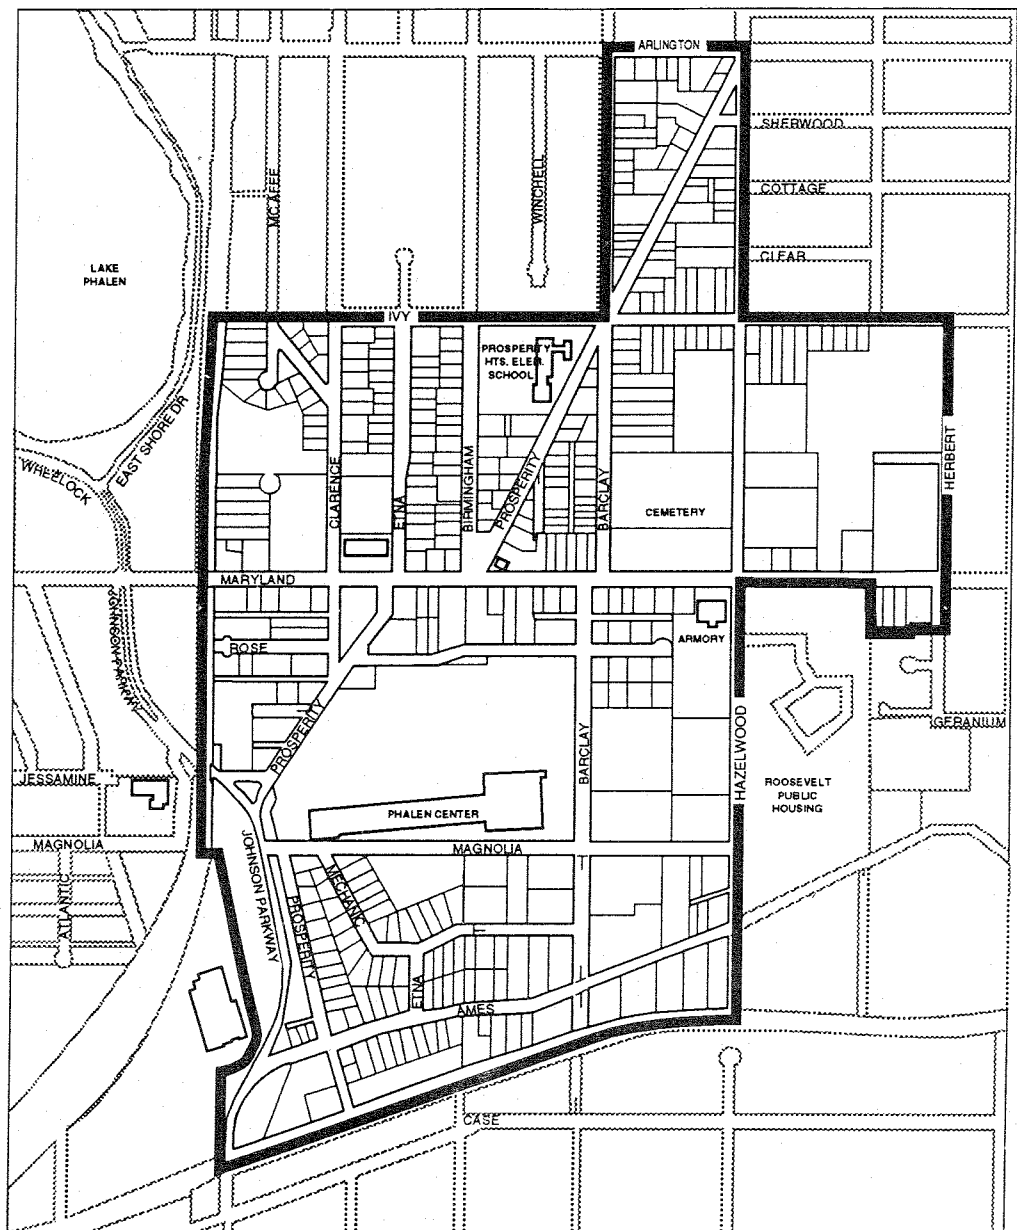 ARLINGTON
SHERWOOD
MCAFEE
WINCHELL
COTTAGE
CLEAR
LAKE
PHALEN
IVY
PROSPERITY
HTS. ELEM.
SCHOOL
EAST SHORE DR
WHEELOCK
CLARENCE
ETNA
BIRMINGHAM
PROSPERITY
BARCLAY
CEMETERY
HERBERT
MARYLAND
JOHNSON PARKWAY
ROSE
ARMORY
PROSPERITY
BARCLAY
HAZELWOOD
GERANIUM
JESSAMINE
ROOSEVELT
PUBLIC
HOUSING
PHALEN CENTER
MAGNOLIA
MAGNOLIA
ATLANTIC
JOHNSON PARKWAY
PROSPERITY
MECHANIC
ETNA
AMES
CASE